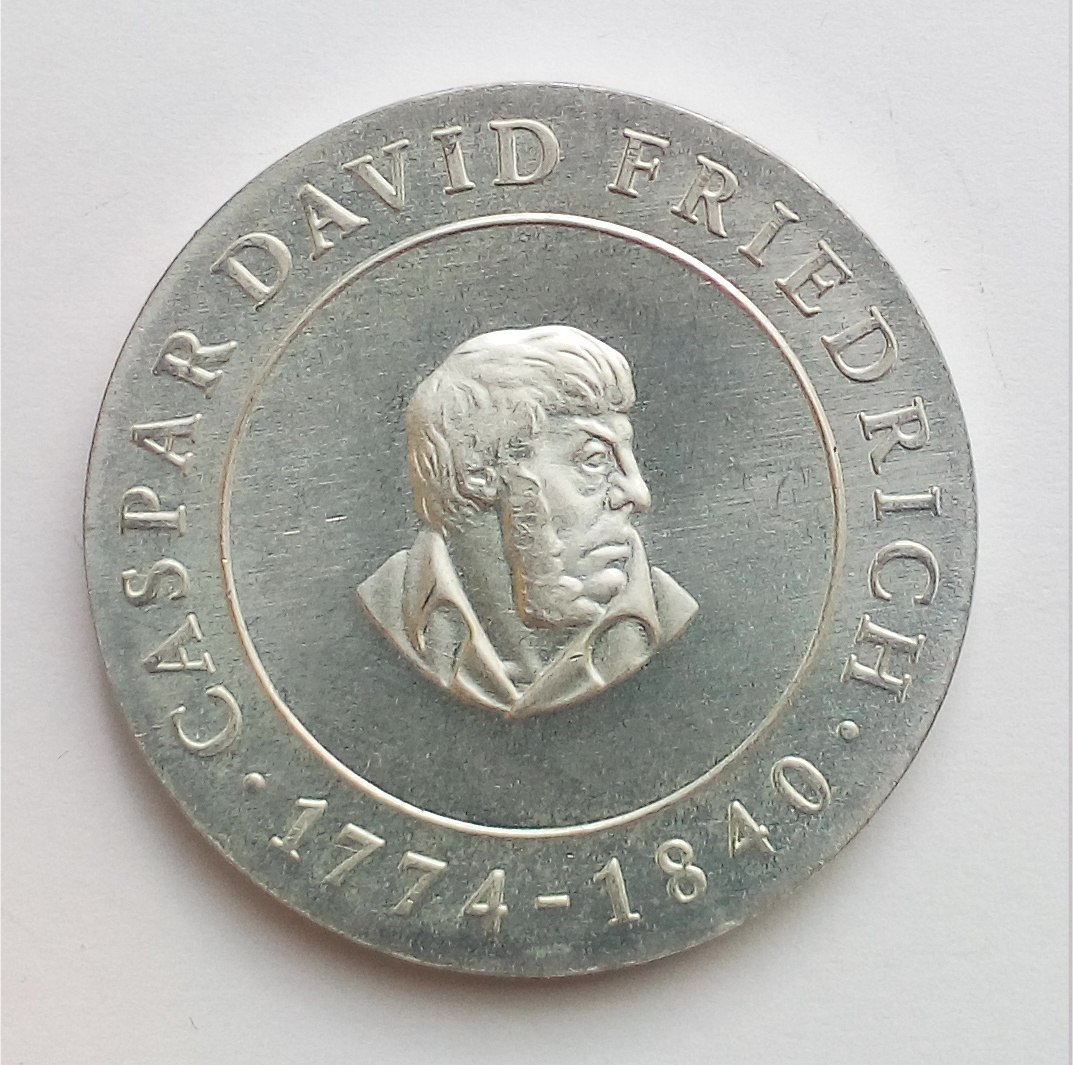 CASPAR DAVID FRIEDRICH
· 1774-1840 ·